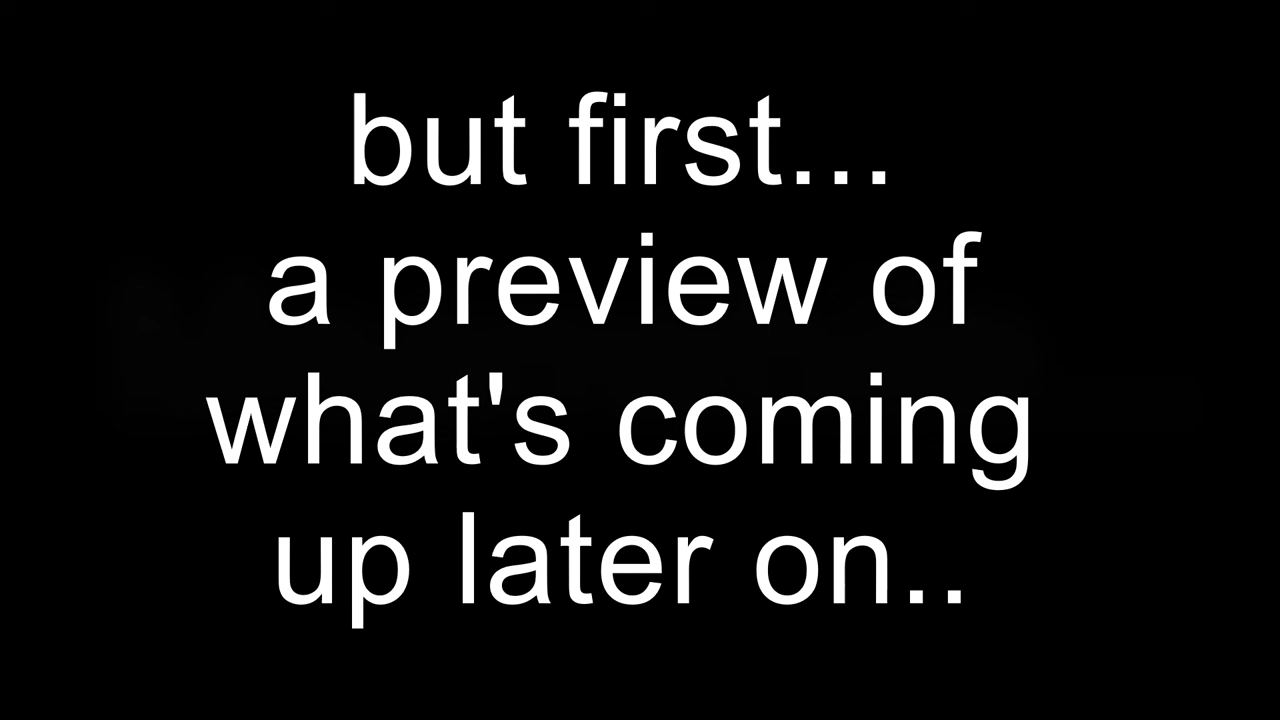 but first...
a preview of
what's coming
up later on..